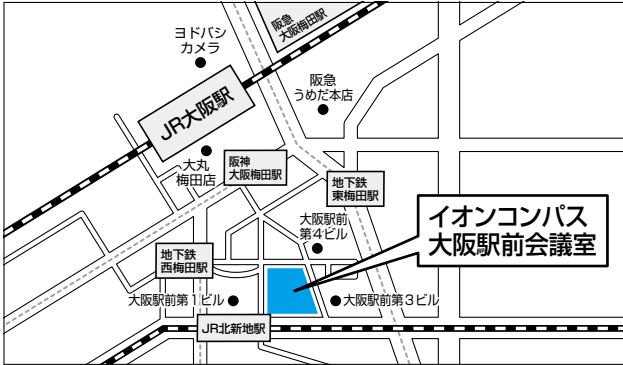 阪急
大阪梅田駅
ヨドバシ
カメラ
阪急
うめだ本店
JR大阪駅
大丸
梅田店
阪神
大阪梅田駅
地下鉄
東梅田駅
イオンコンパス
大阪駅前会議室
大阪駅前
第4ビル
地下鉄
西梅田駅
大阪駅前第1ビル
大阪駅前第3ビル
JR北新地駅